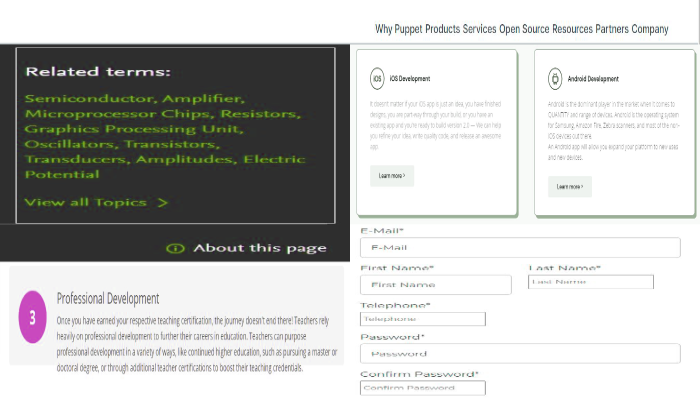 Why Puppet Products Services Open Source Resources Partners Company
Related terms:
Semiconductor, Amplifier,
Microprocessor Chips, Resistors,
Graphics Processing Unit,
Oscillators, Transistors,
Transducers, Amplitudes, Electric
Potential
View all Topics >
About this page
3
Professional Development
Once you have earned your respective teaching certification, the journey doesn't end there! Teachers rely
heavily on professional development to further their careers in education. Teachers can purpose
professional development in a variety of ways, like continued higher education, such as pursuing a master or
doctoral degree, or through additional teacher certifications to boost their teaching credentials.
iOS
iOS Development
It doesn't matter if your iOS app is just an idea, you have finished
designs, you are part-way through your build, or you have an
existing app and you're ready to build version 2.0 — We can help
you refine your idea, write quality code, and release an awesome
app.
Learn more >
Android Development
Android is the dominant player in the market when it comes to
QUANTITY and range of devices. Android is the operating system
for Samsung, Amazon Fire, Zebra scanners, and most of the non-
iOS devices out there.
An Android app will allow you expand your platform to new uses
and new devices.
Learn more >
E-Mail*
E-Mail
First Name*
First Name
Last Name*
Last Name
Telephone*
Telephone
Password*
Password
Confirm Password*
Confirm Password